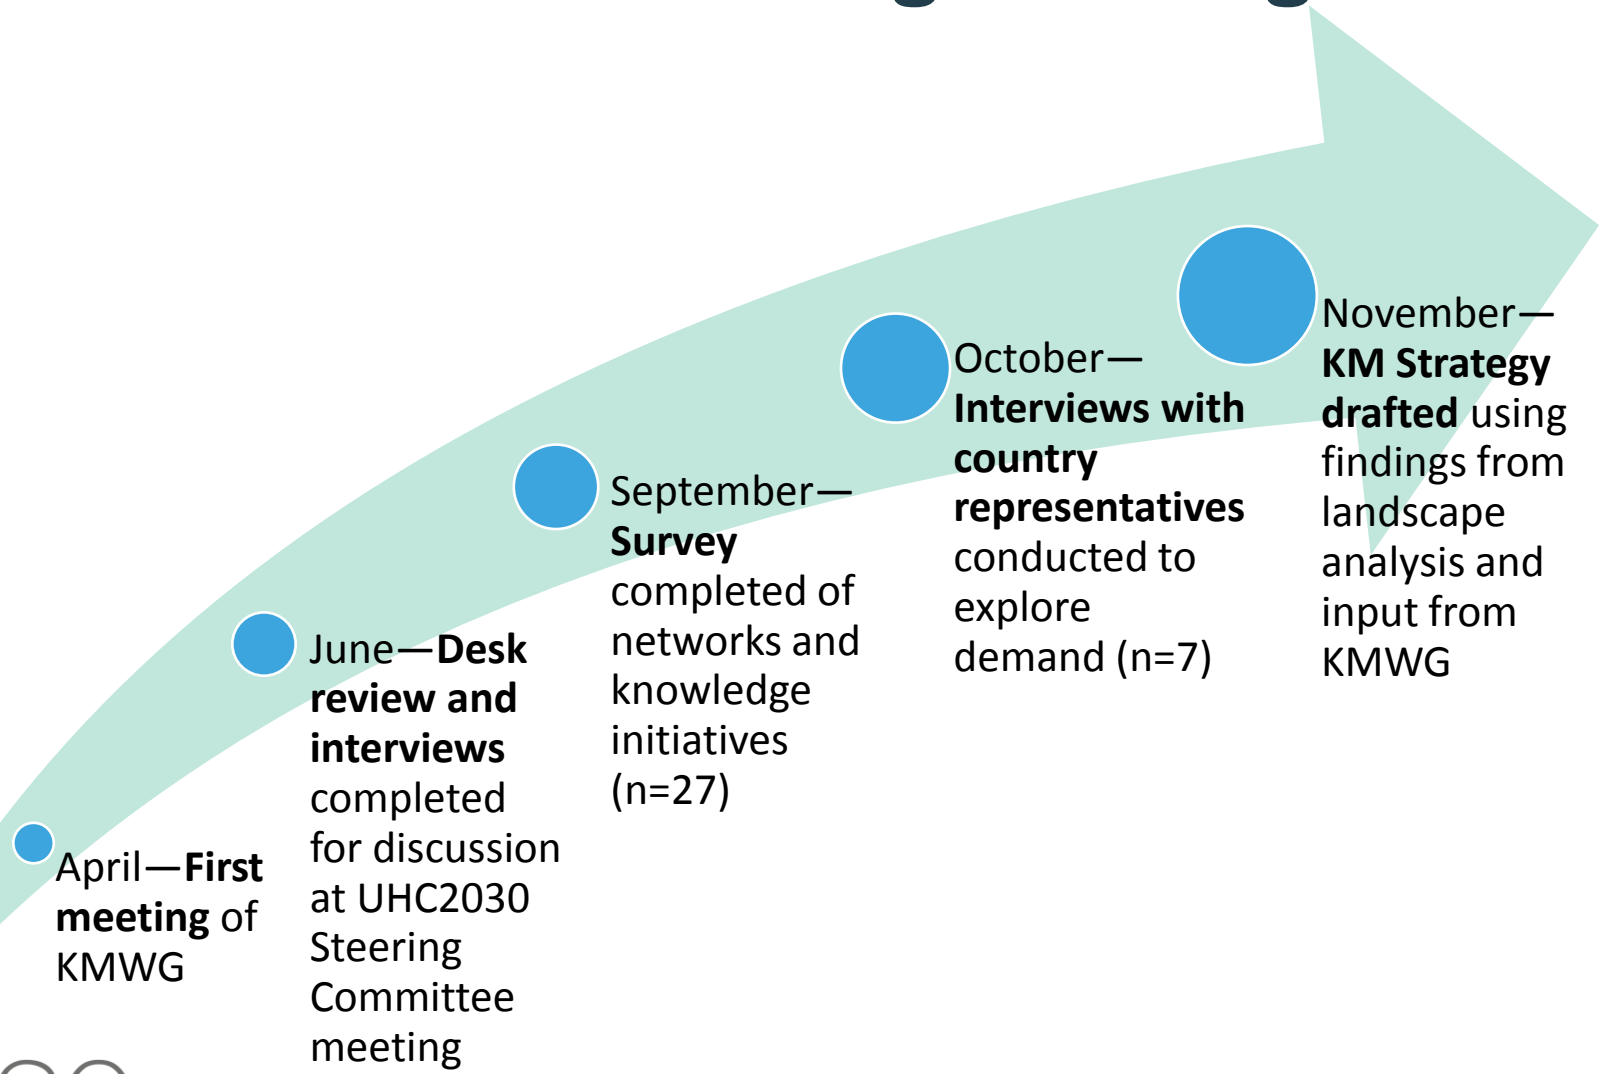 April—First
meeting of
KMWG
June—Desk
review and
interviews
completed
for discussion
at UHC2030
Steering
Committee
meeting
September—
Survey
completed of
networks and
knowledge
initiatives
(n=27)
October—
Interviews with
country
representatives
conducted to
explore
demand (n=7)
November—
KM Strategy
drafted using
findings from
landscape
analysis and
input from
KMWG